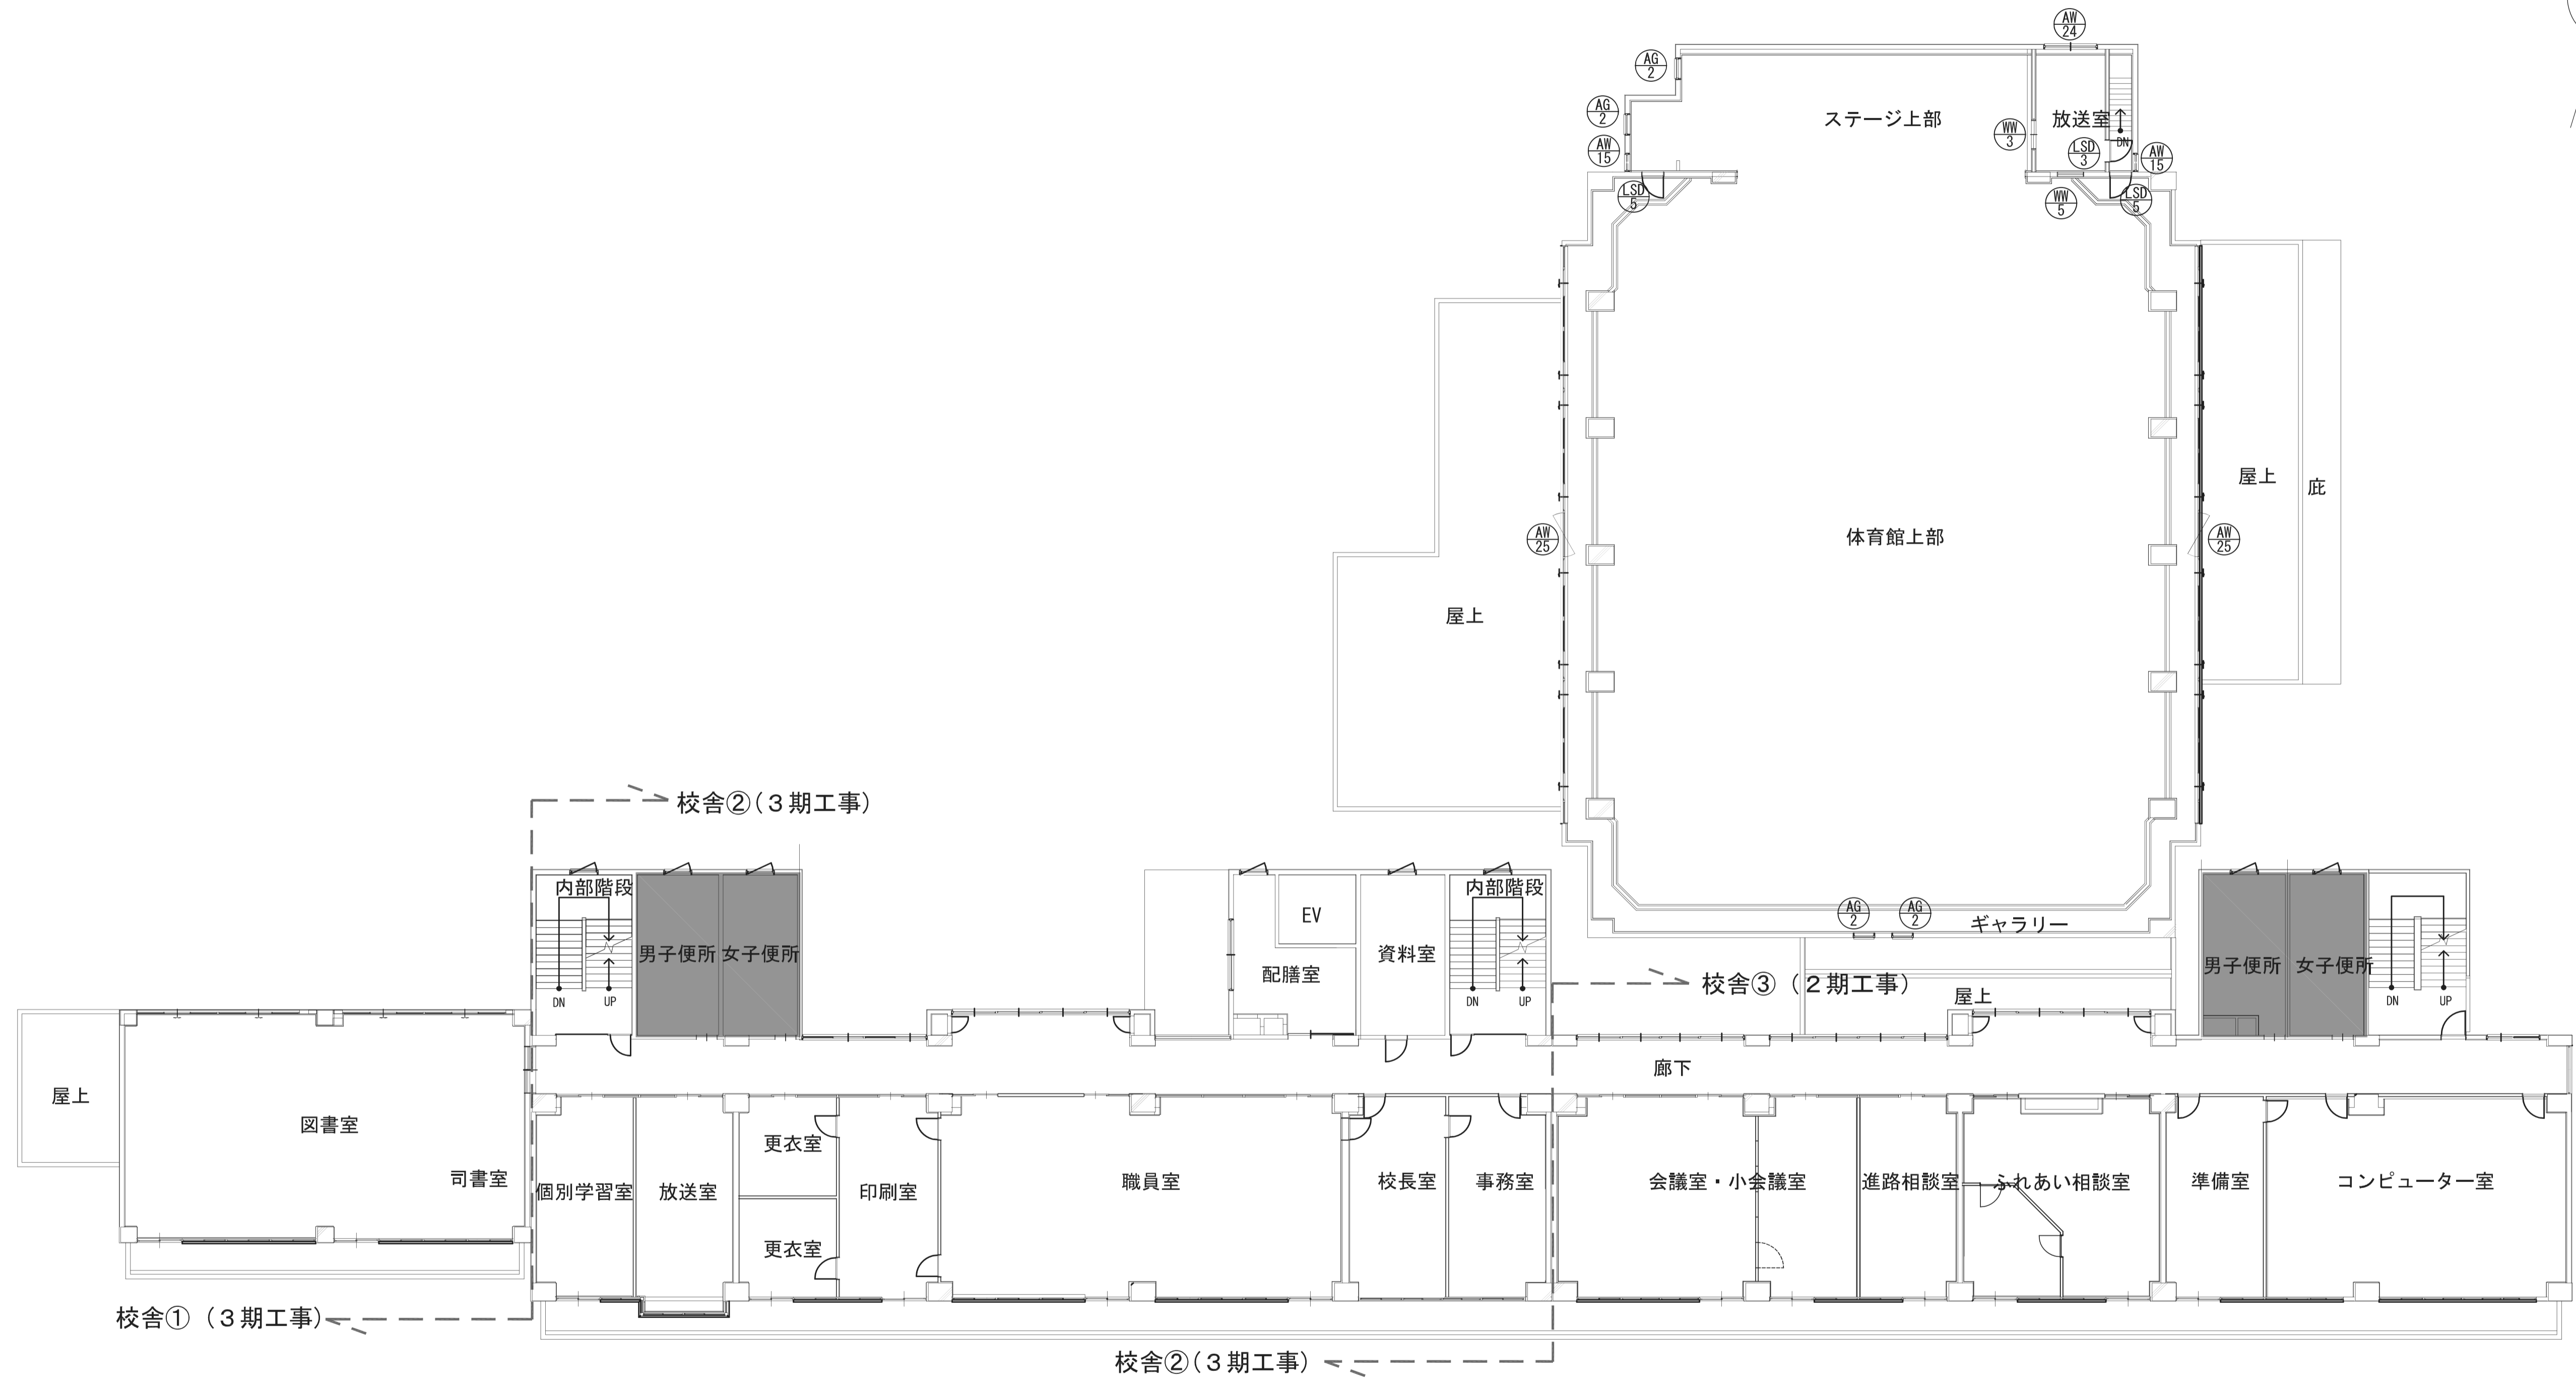 AW
24
AG
2
AG
2
ステージ上部
放送室
WW
3
DN
AW
15
LSD
3
AW
15
LSD
5
WW
5
LSD
5
屋上
庇
体育館上部
AW
25
AW
25
屋上
校舎②(3期工事)
内部階段
内部階段
EV
AG
2
AG
2
ギャラリー
男子便所
女子便所
資料室
配膳室
男子便所
女子便所
校舎③(2期工事)
屋上
DN
UP
DN
UP
DN
UP
廊下
屋上
図書室
更衣室
司書室
個別学習室
放送室
印刷室
職員室
校長室
事務室
会議室・小会議室
進路相談室
ふれあい相談室
準備室
コンピューター室
更衣室
校舎①(3期工事)
校舎②(3期工事)